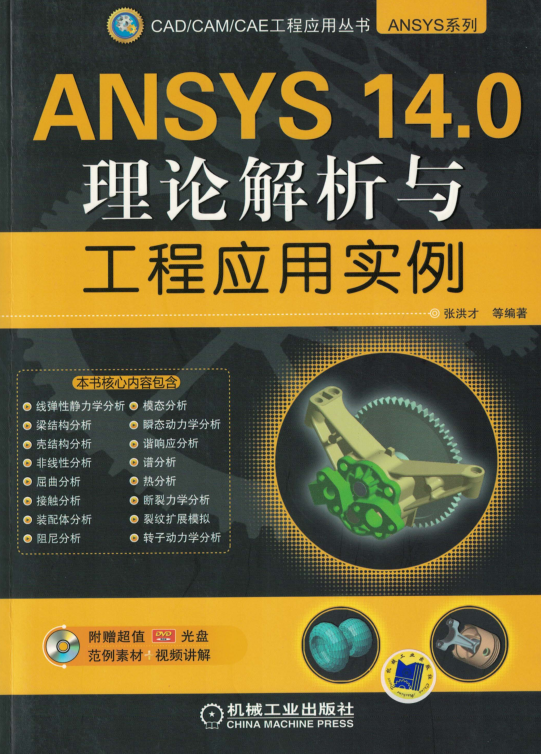 CAD/CAM/CAE工程应用丛书 ANSYS系列
ANSYS 14.0
理论解析与
工程应用实例
张洪才 等编著
本书核心内容包含
线弹性静力学分析 模态分析
梁结构分析 瞬态动力学分析
壳结构分析 谐响应分析
非线性分析 谱分析
屈曲分析 热分析
接触分析 断裂力学分析
装配体分析 裂纹扩展模拟
阻尼分析 转子动力学分析
附赠超值 DVD 光盘
范例素材+视频讲解
机械工业出版社
CHINA MACHINE PRESS